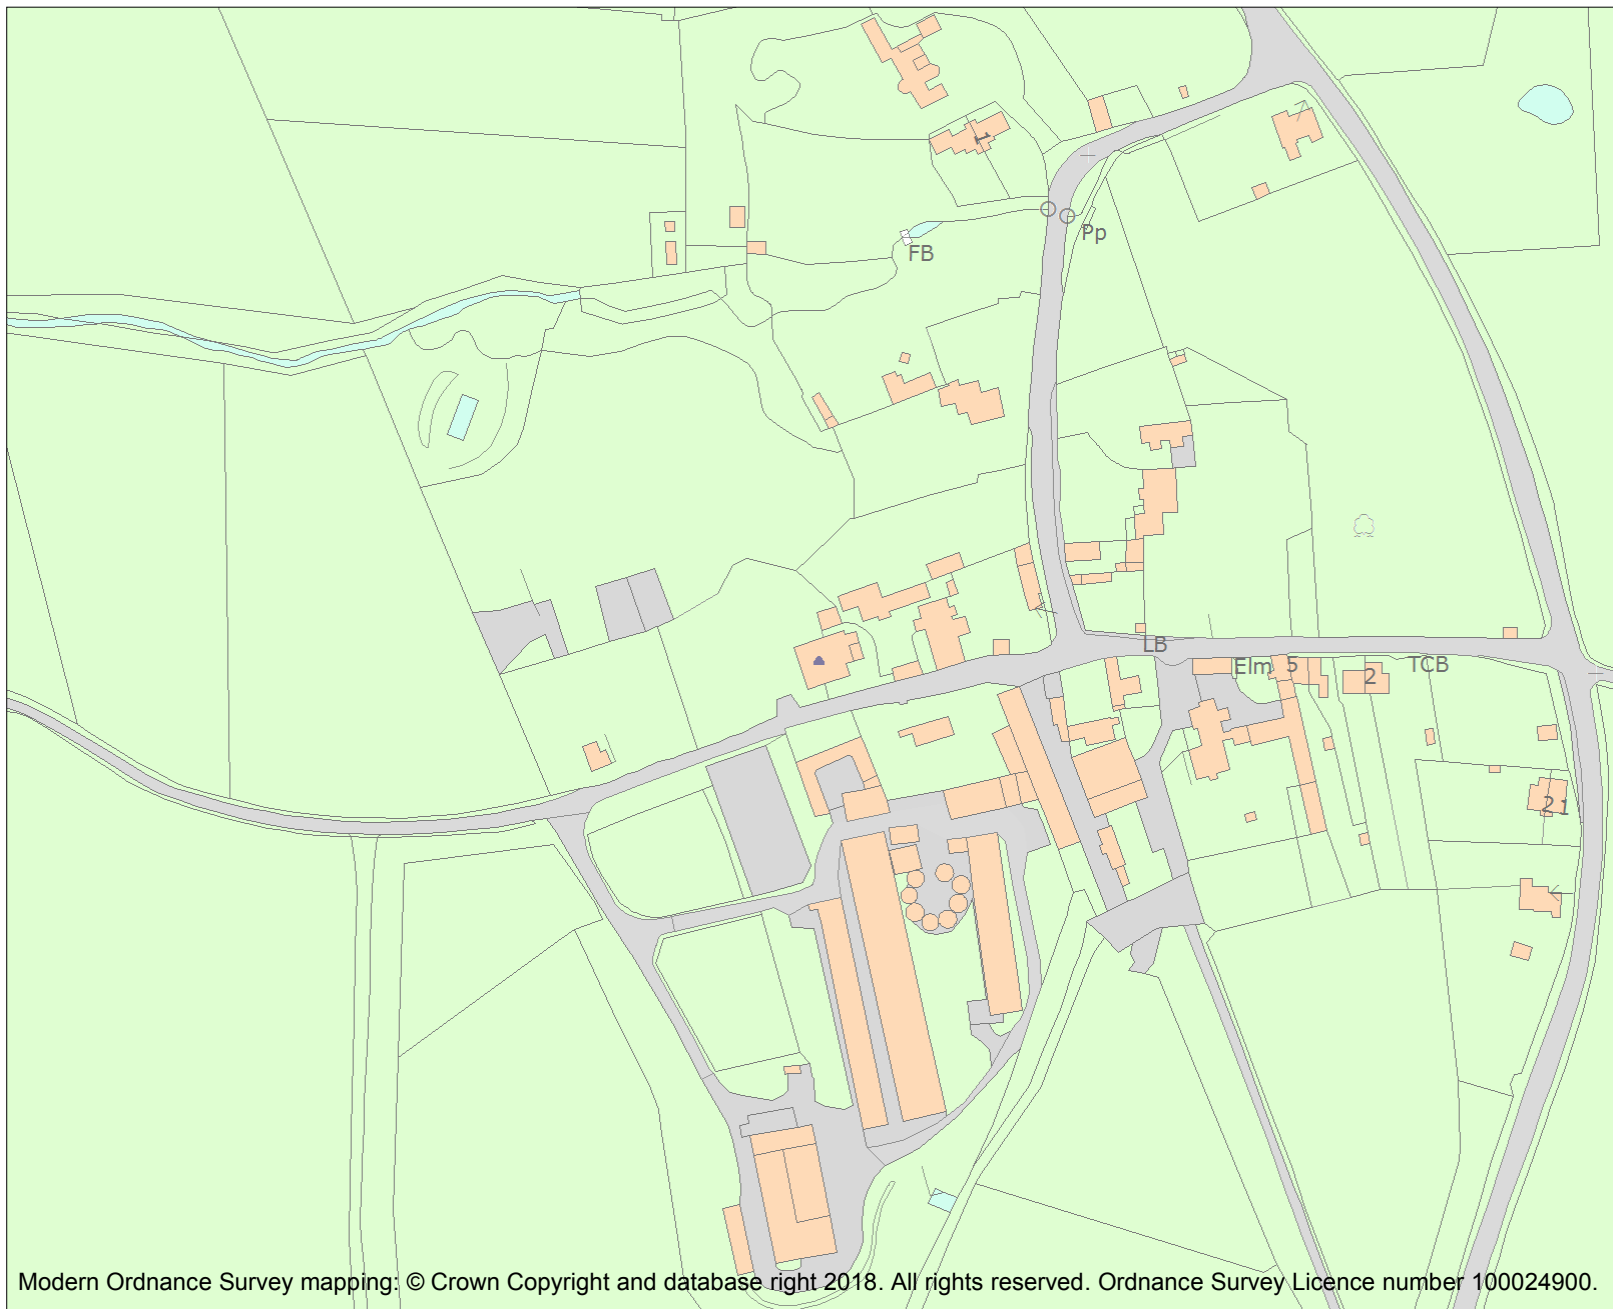 1
Pp
FB
LB
Elm 5
TCB
2
2 1
Modern Ordnance Survey mapping: © Crown Copyright and database right 2018. All rights reserved. Ordnance Survey Licence number 100024900.